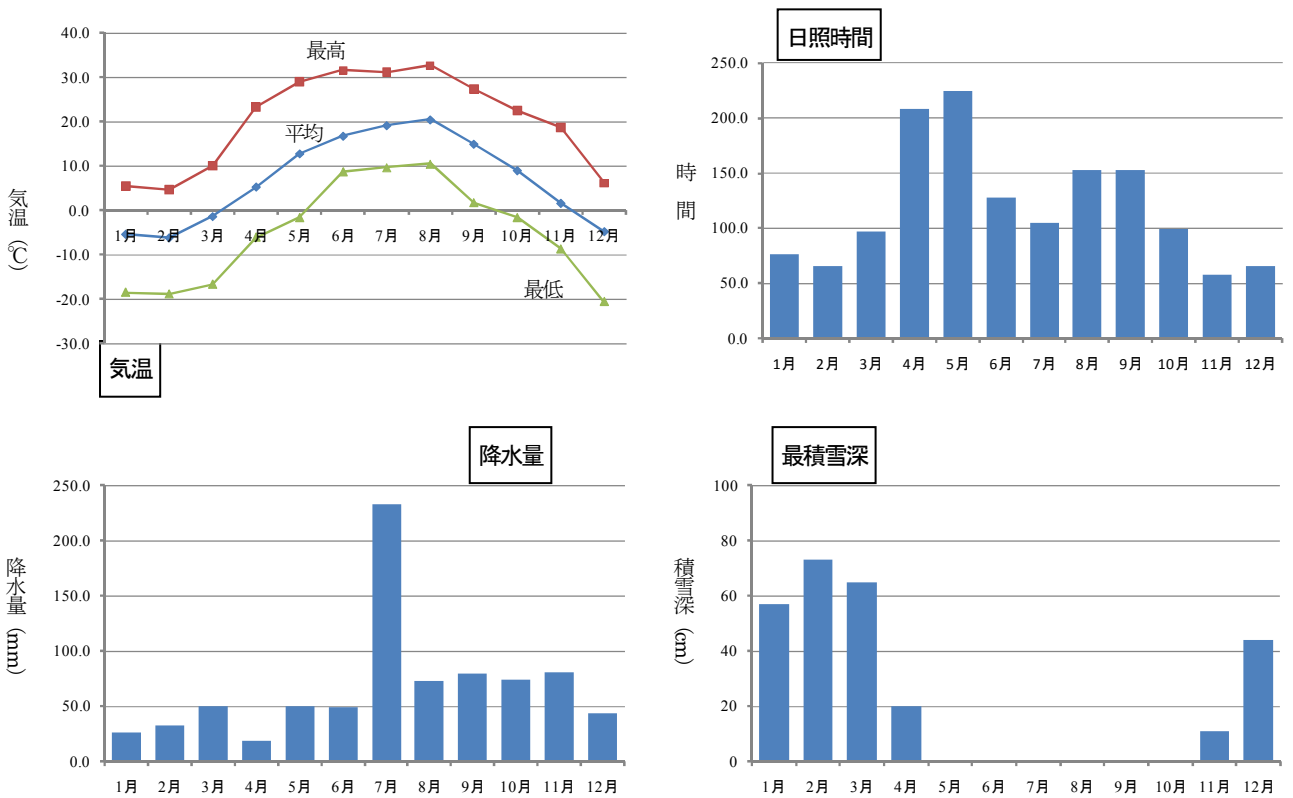 40.0
30.0
20.0
10.0
0.0
-10.0
-20.0
-30.0
気温（℃）
最高
平均
最低
1月 2月 3月 4月 5月 6月 7月 8月 9月 10月 11月 12月
気温
日照時間
250.0
200.0
150.0
100.0
50.0
0.0
時間
1月 2月 3月 4月 5月 6月 7月 8月 9月 10月 11月 12月
降水量
250.0
200.0
150.0
100.0
50.0
0.0
降水量（mm）
1月 2月 3月 4月 5月 6月 7月 8月 9月 10月 11月 12月
最積雪深
100
80
60
40
20
0
積雪深（cm）
1月 2月 3月 4月 5月 6月 7月 8月 9月 10月 11月 12月